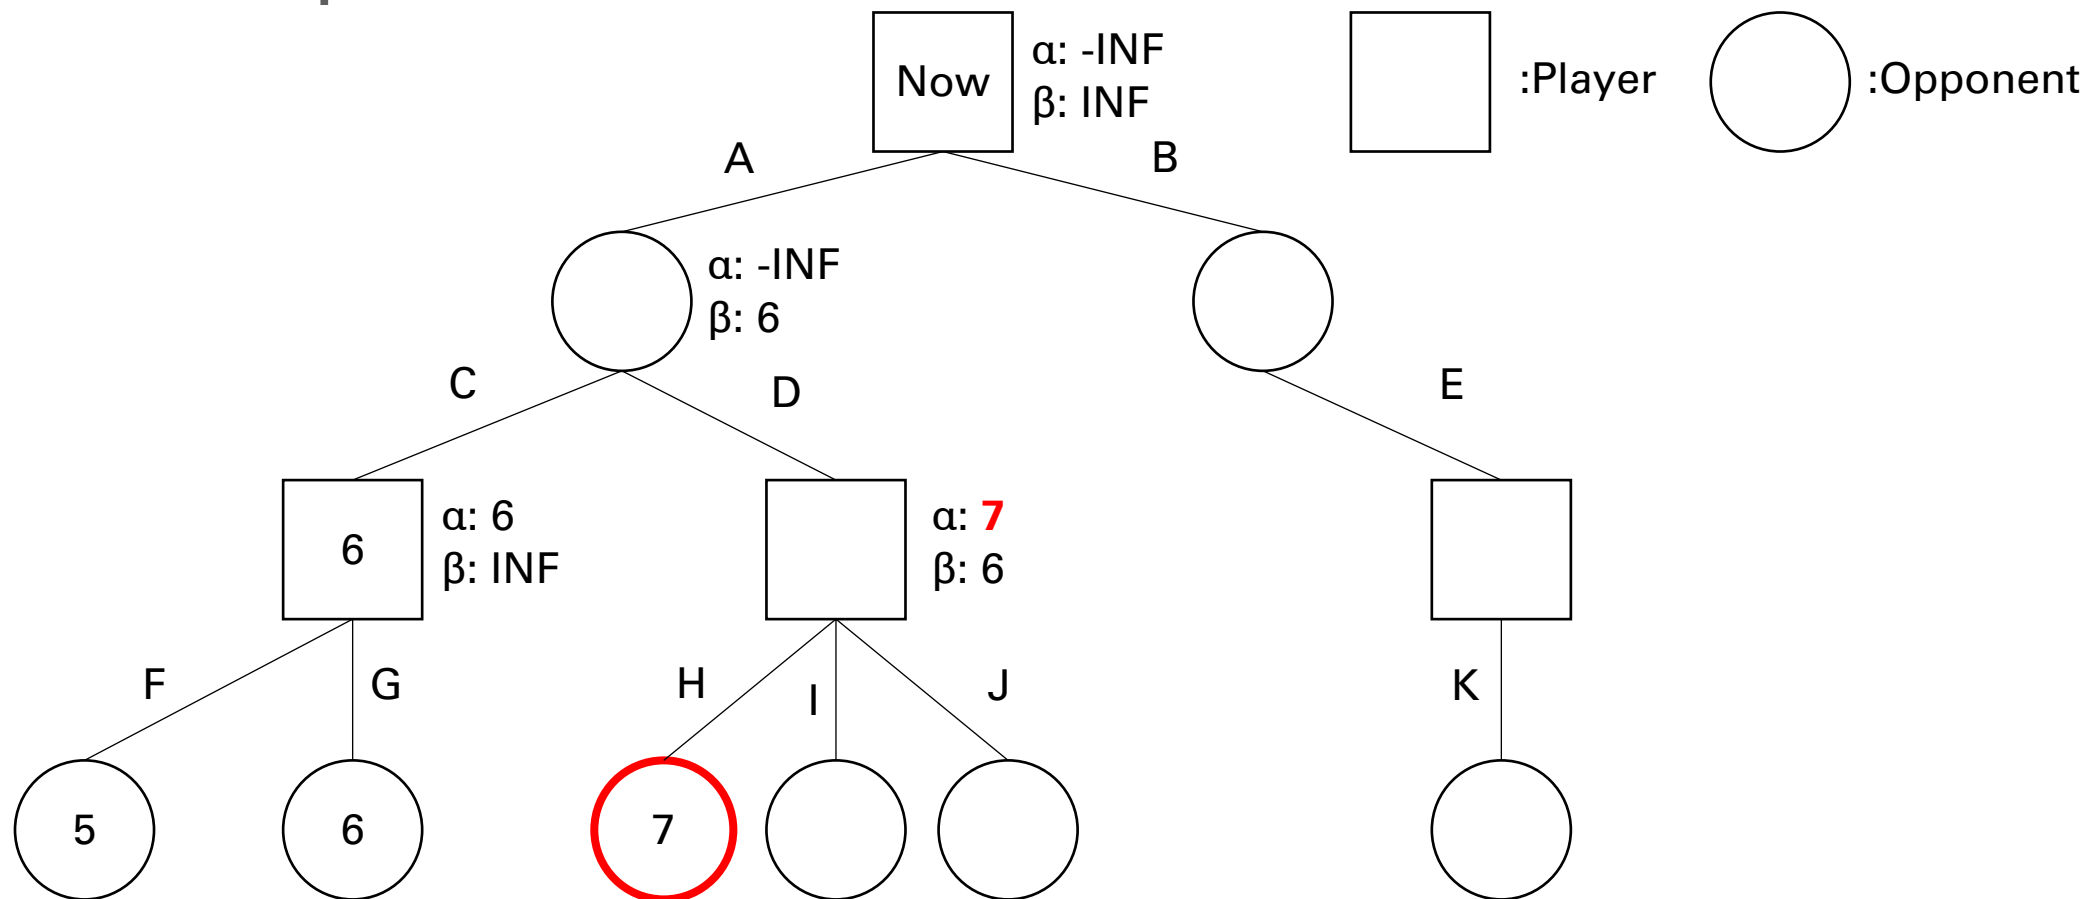 Now
α: -INF
β: INF
:Player
:Opponent
A
B
α: -INF
β: 6
C
D
E
6
α: 6
β: INF
α: 7
β: 6
F
G
H
I
J
K
5
6
7